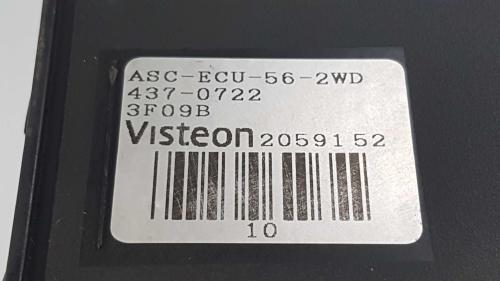 ASC-ECU-56-2WD
437-0722
3F09B
Visteon 2059152
10